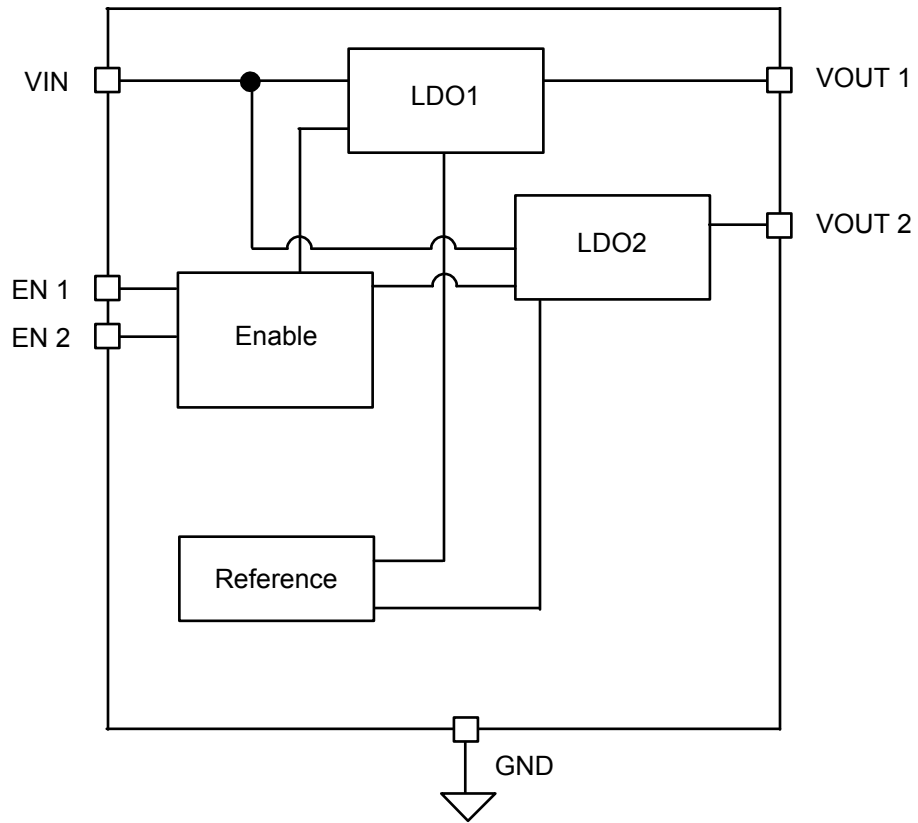 VIN
LDO1
VOUT 1
LDO2
VOUT 2
EN 1
EN 2
Enable
Reference
GND